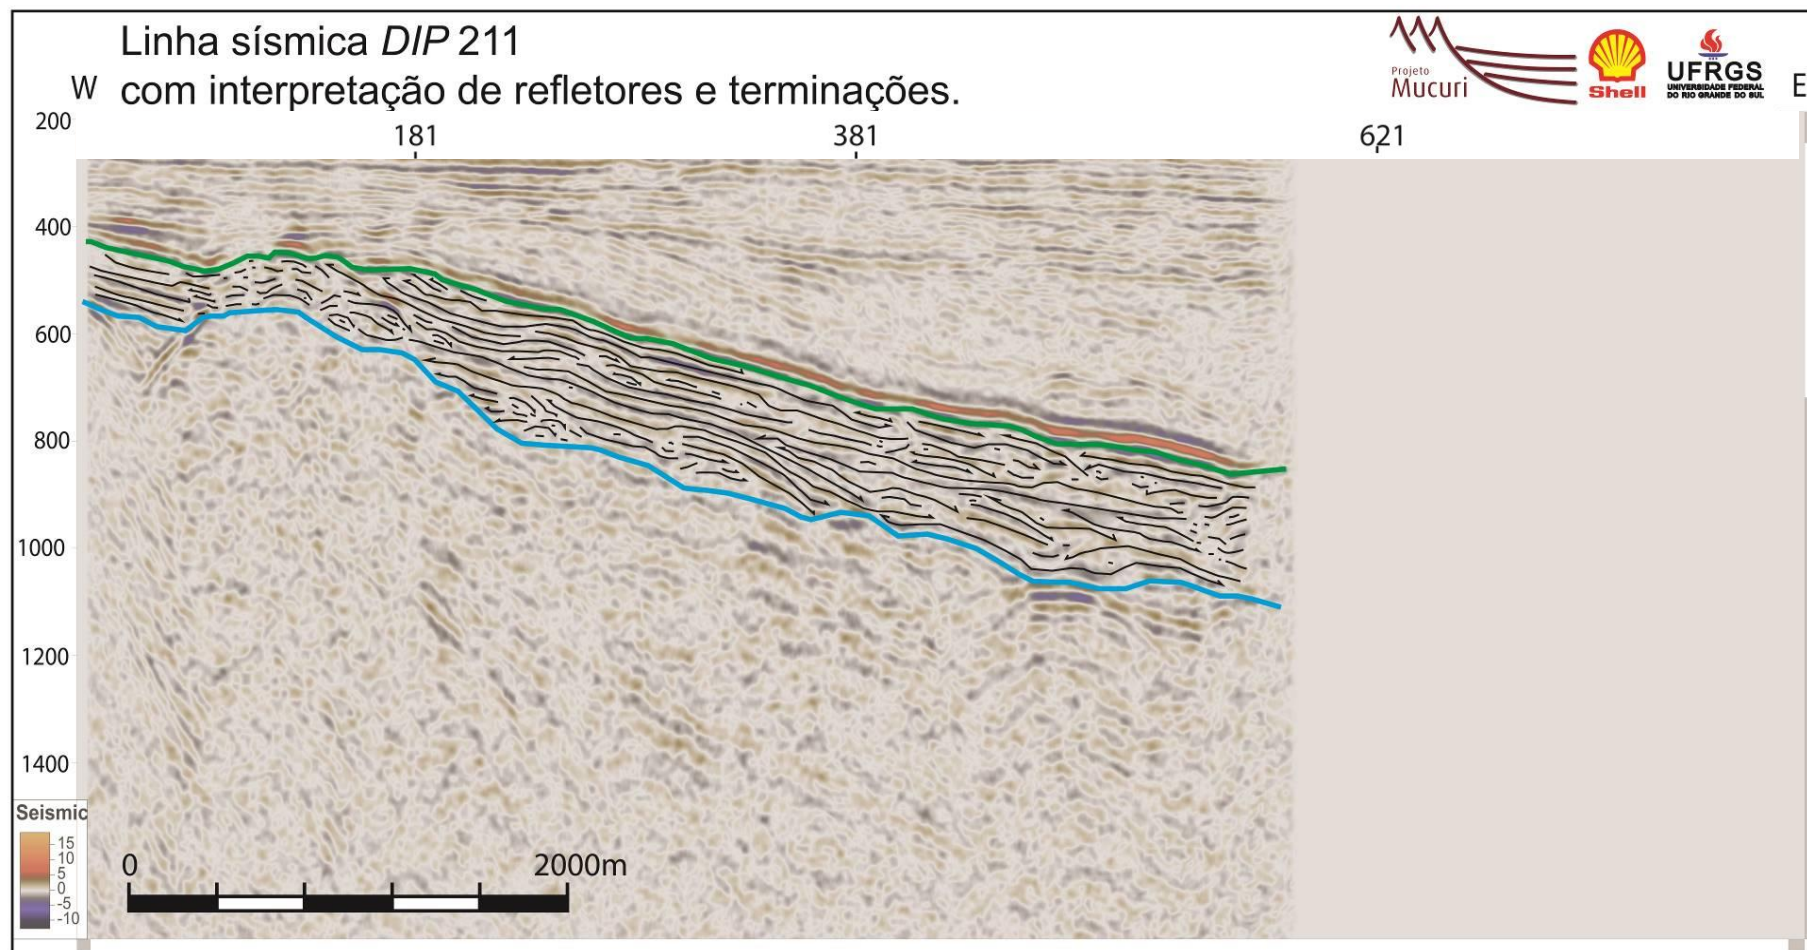 Linha sísmica DIP 211
W com interpretação de refletores e terminações.
Projeto
Mucuri
Shell
UFRGS
UNIVERSIDADE FEDERAL
DO RIO GRANDE DO SUL
E
200
181 381 621
400
600
800
1000
1200
1400
Seismic
15
10
5
0
-5
-10
0 2000m